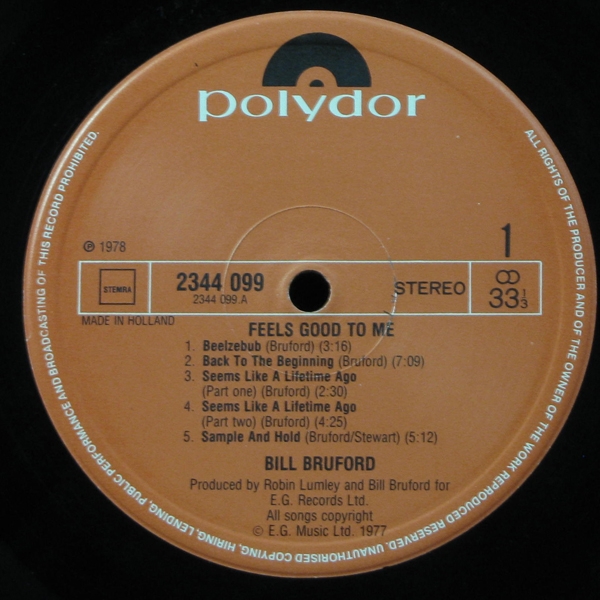 polydor
℗ 1978
1
STEMRA
2344 099
2344 099.A
STEREO
33 1/3
MADE IN HOLLAND
FEELS GOOD TO ME
1. Beelzebub (Bruford) (3:16)
2. Back To The Beginning (Bruford) (7:09)
3. Seems Like A Lifetime Ago
(Part one) (Bruford) (2:30)
4. Seems Like A Lifetime Ago
(Part two) (Bruford) (4:25)
5. Sample And Hold (Bruford/Stewart) (5:12)
BILL BRUFORD
Produced by Robin Lumley and Bill Bruford for
E.G. Records Ltd.
All songs copyright
© E.G. Music Ltd. 1977
ALL RIGHTS OF THE PRODUCER AND OF THE OWNER OF THE WORK REPRODUCED RESERVED. UNAUTHORISED COPYING, HIRING, LENDING, PUBLIC PERFORMANCE AND BROADCASTING OF THIS RECORD PROHIBITED.